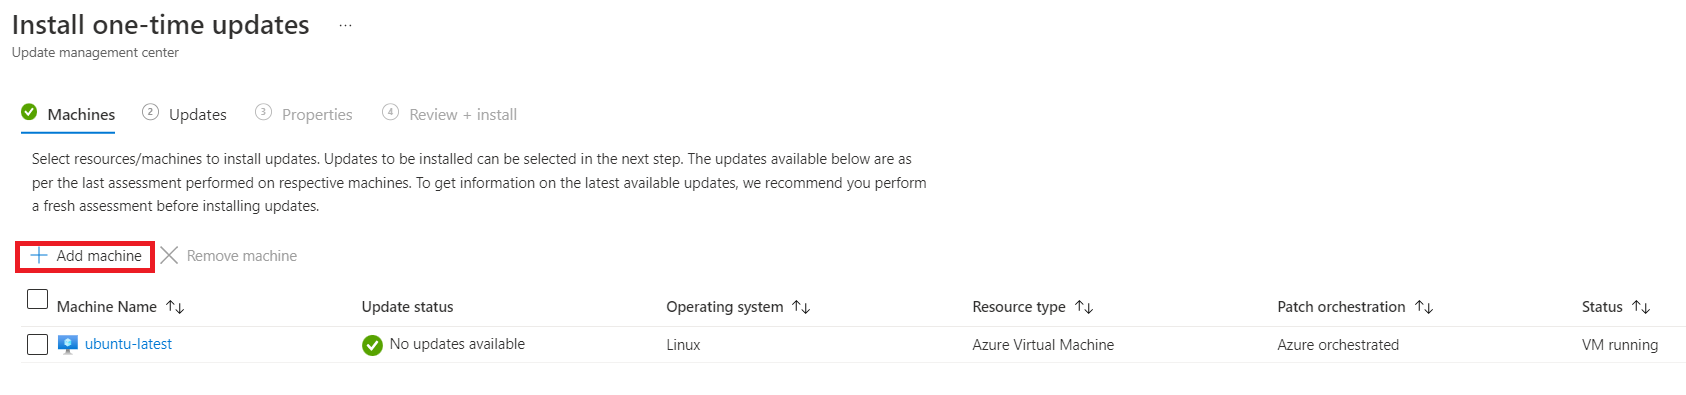 Install one-time updates ...
Update management center
Machines 2 Updates 3 Properties 4 Review + install
Select resources/machines to install updates. Updates to be installed can be selected in the next step. The updates available below are as
per the last assessment performed on respective machines. To get information on the latest available updates, we recommend you perform
a fresh assessment before installing updates.
Add machine Remove machine
Machine Name Update status Operating system Resource type Patch orchestration Status
ubuntu-latest No updates available Linux Azure Virtual Machine Azure orchestrated VM running